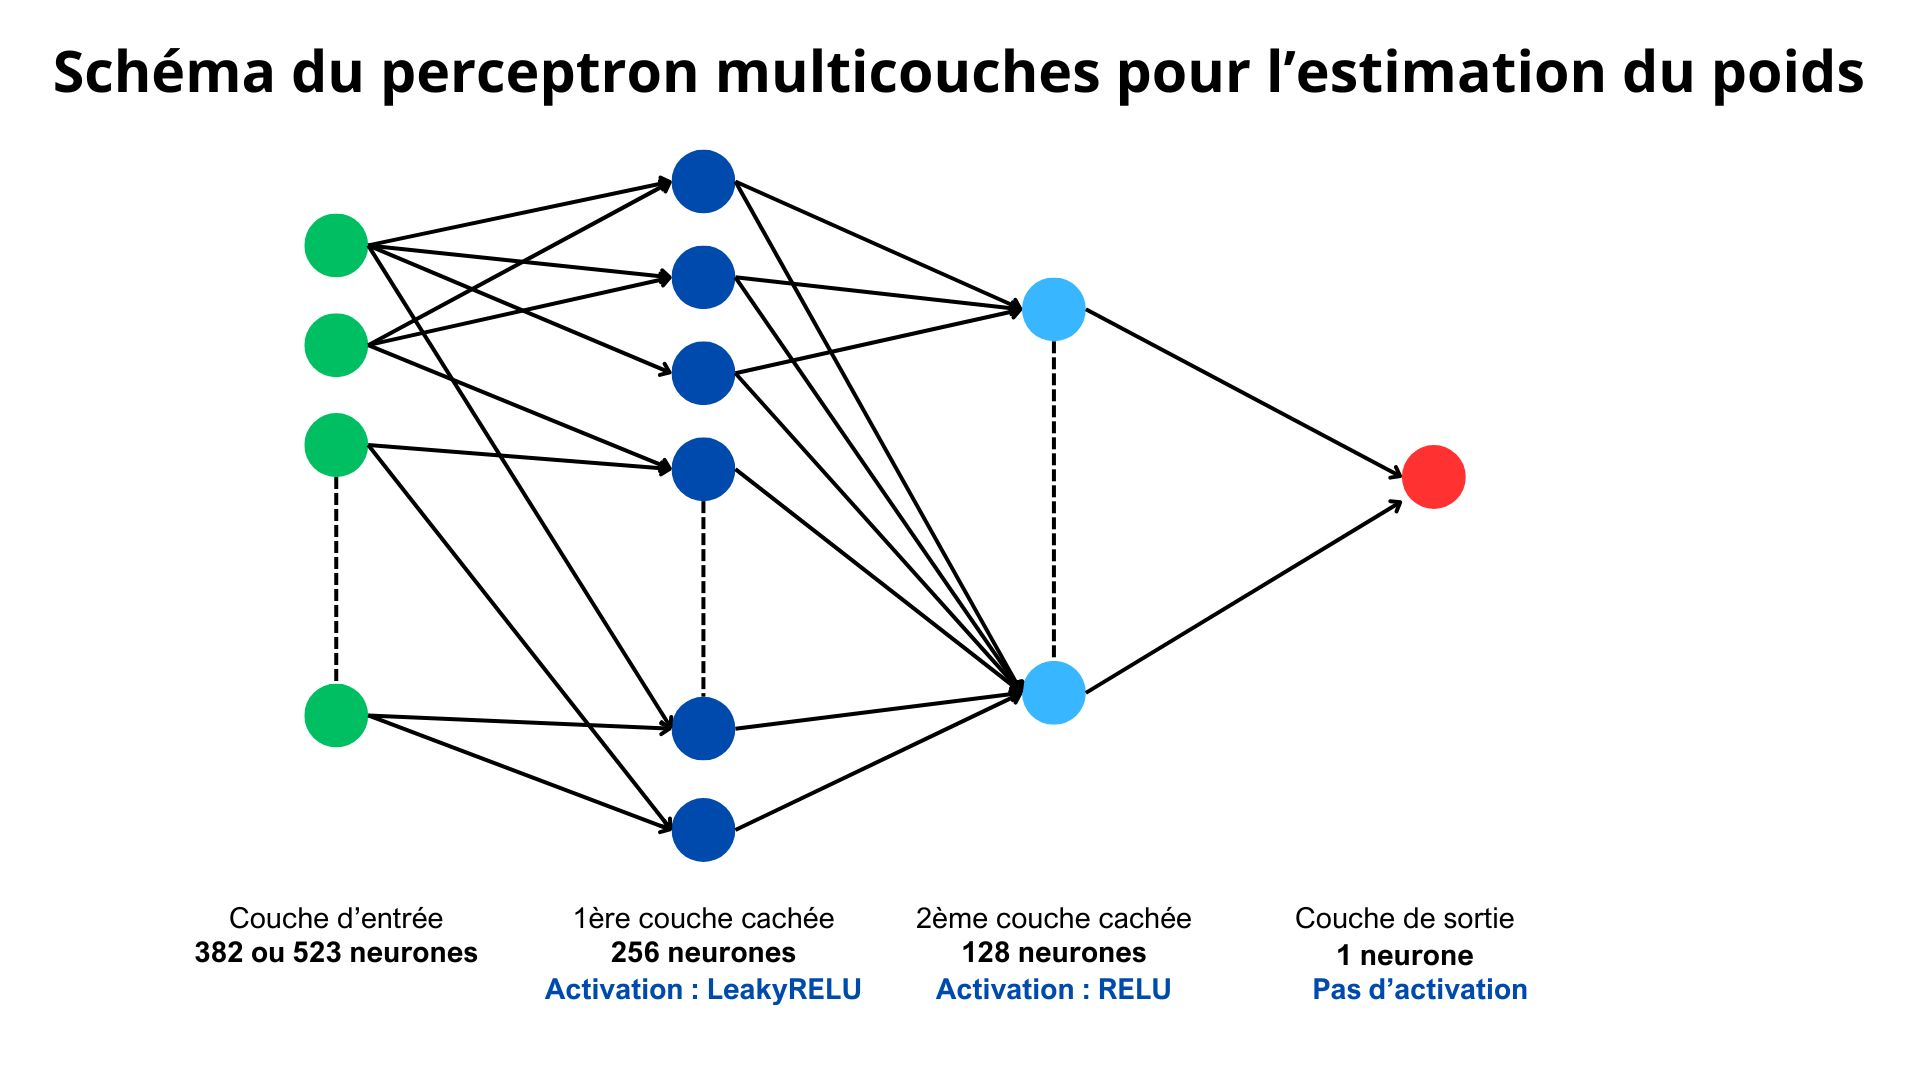 Schéma du perceptron multicouches pour l’estimation du poids
Couche d’entrée
382 ou 523 neurones
1ère couche cachée
256 neurones
Activation : LeakyRELU
2ème couche cachée
128 neurones
Activation : RELU
Couche de sortie
1 neurone
Pas d’activation